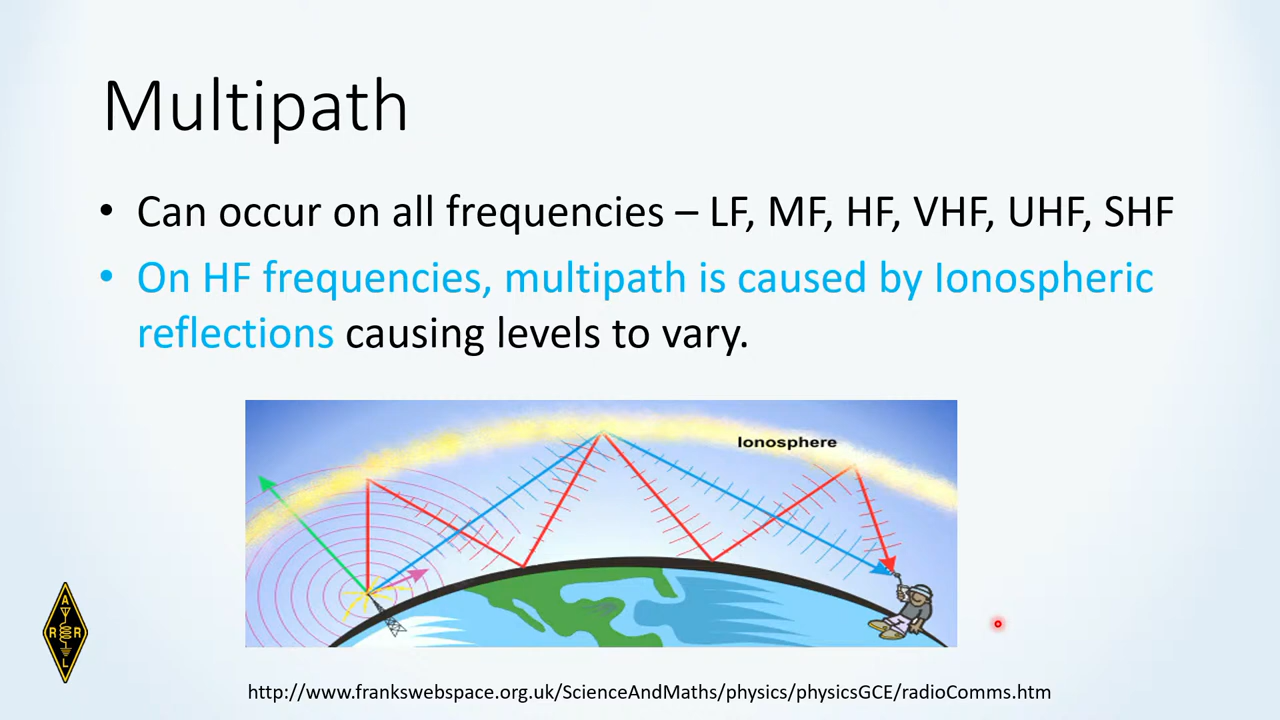 Multipath
• Can occur on all frequencies – LF, MF, HF, VHF, UHF, SHF
• On HF frequencies, multipath is caused by Ionospheric
reflections causing levels to vary.
Ionosphere
A
R R
L
http://www.frankswebspace.org.uk/ScienceAndMaths/physics/physicsGCE/radioComms.htm